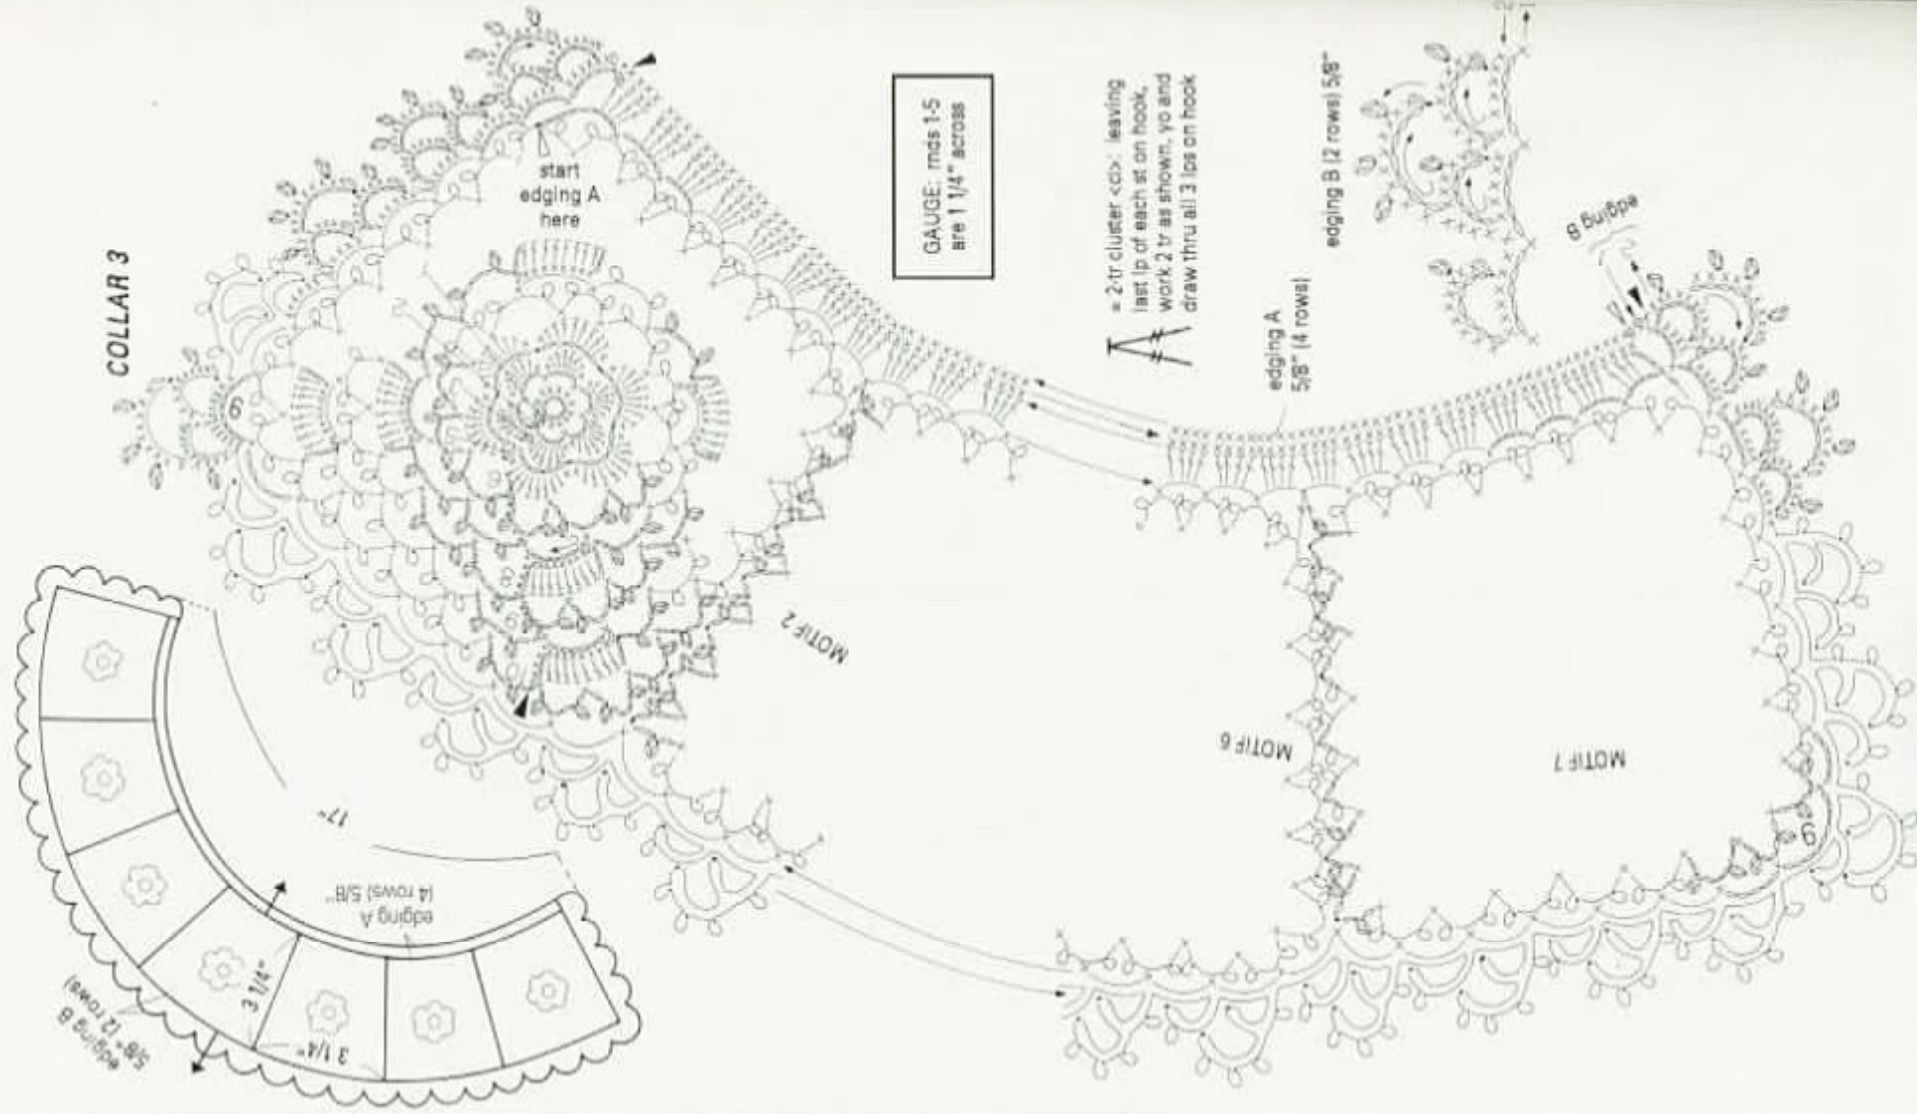 COLLAR 3
start
edging A
here
GAUGE: rnds 1-5
are 1 1/4" across
= 2-tr cluster <cl>: leaving
last lp of each st on hook,
work 2 tr as shown, yo and
draw thru all 3 lps on hook
edging A
5/8" (4 rows)
edging B (2 rows) 5/8"
edging B
MOTIF 2
MOTIF 6
MOTIF 7
17"
edging A
(4 rows) 5/8"
3 1/4"
3 1/4"
edging B
5/8" (2 rows)
9
9